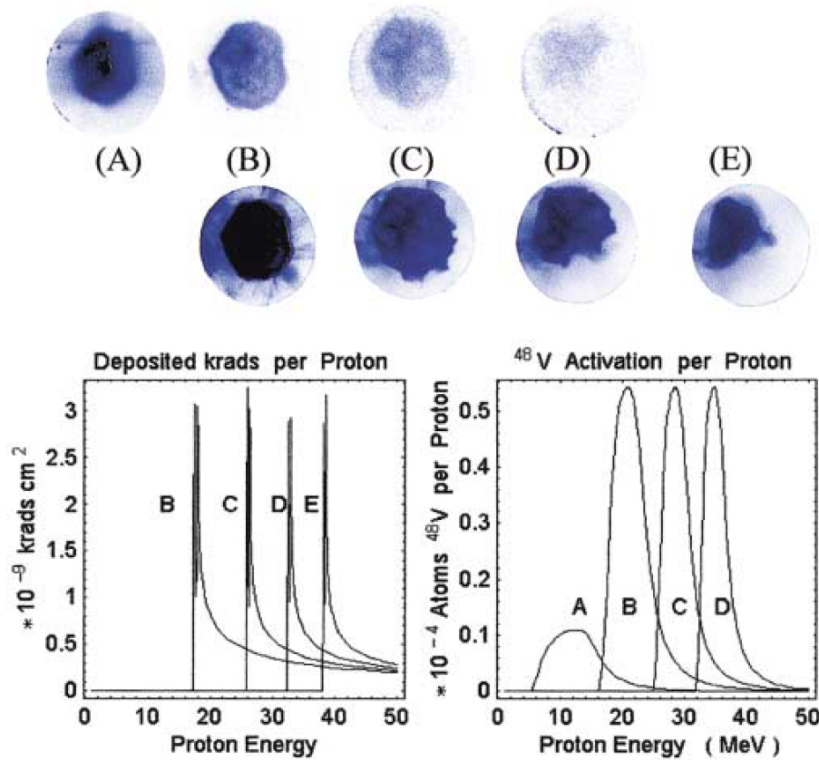 (A) (B) (C) (D) (E)
Deposited krads per Proton
* 10 ⁻⁹ krads cm ²
3
2.5
2
1.5
1
0.5
0
B C D E
0 10 20 30 40 50
Proton Energy
⁴⁸V Activation per Proton
* 10 ⁻⁴ Atoms ⁴⁸V per Proton
0.5
0.4
0.3
0.2
0.1
0
A B C D
0 10 20 30 40 50
Proton Energy ( MeV )